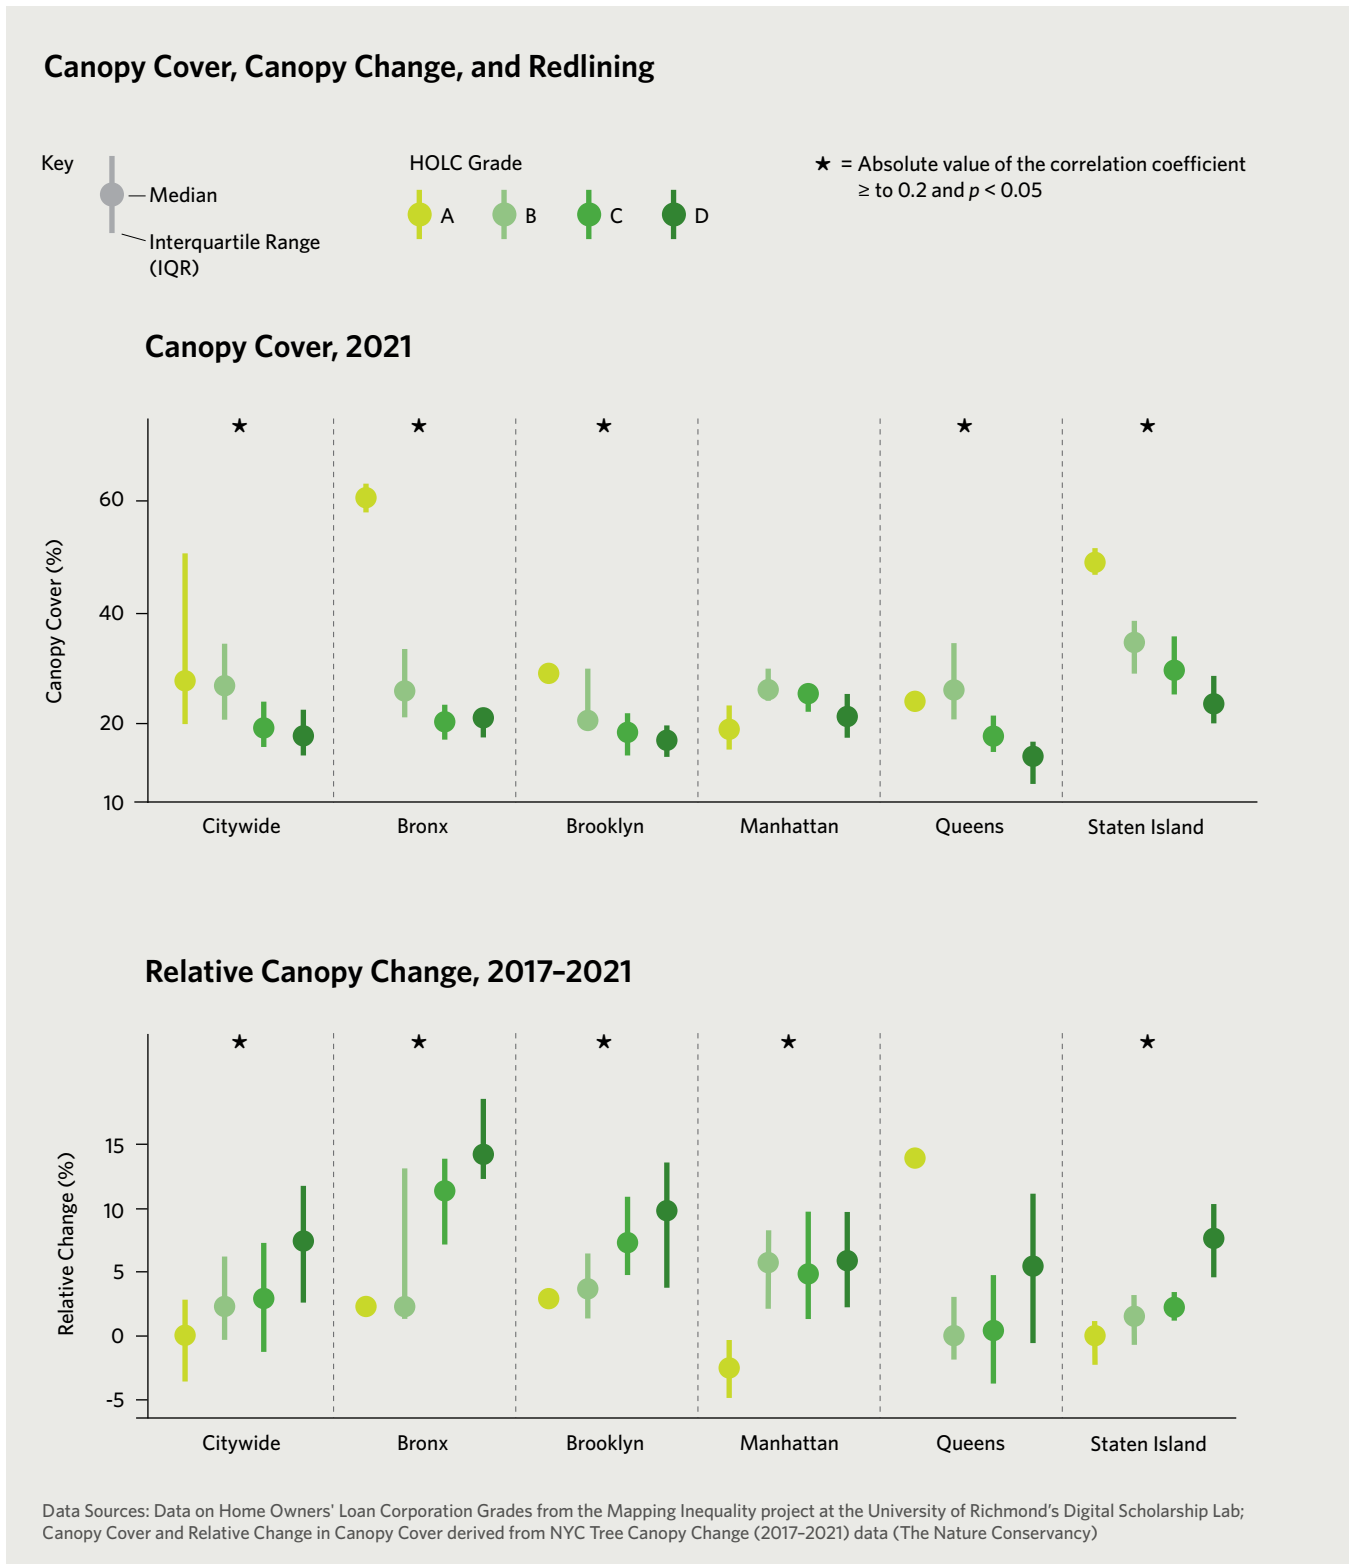 Canopy Cover, Canopy Change, and Redlining
Key
Median
Interquartile Range
(IQR)
HOLC Grade
A
B
C
D
★ = Absolute value of the correlation coefficient
≥ to 0.2 and p < 0.05
Canopy Cover, 2021
★ ★ ★ ★ ★
Canopy Cover (%)
60
40
20
10
Citywide Bronx Brooklyn Manhattan Queens Staten Island
Relative Canopy Change, 2017–2021
★ ★ ★ ★ ★
Relative Change (%)
15
10
5
0
-5
Citywide Bronx Brooklyn Manhattan Queens Staten Island
Data Sources: Data on Home Owners' Loan Corporation Grades from the Mapping Inequality project at the University of Richmond's Digital Scholarship Lab;
Canopy Cover and Relative Change in Canopy Cover derived from NYC Tree Canopy Change (2017–2021) data (The Nature Conservancy)